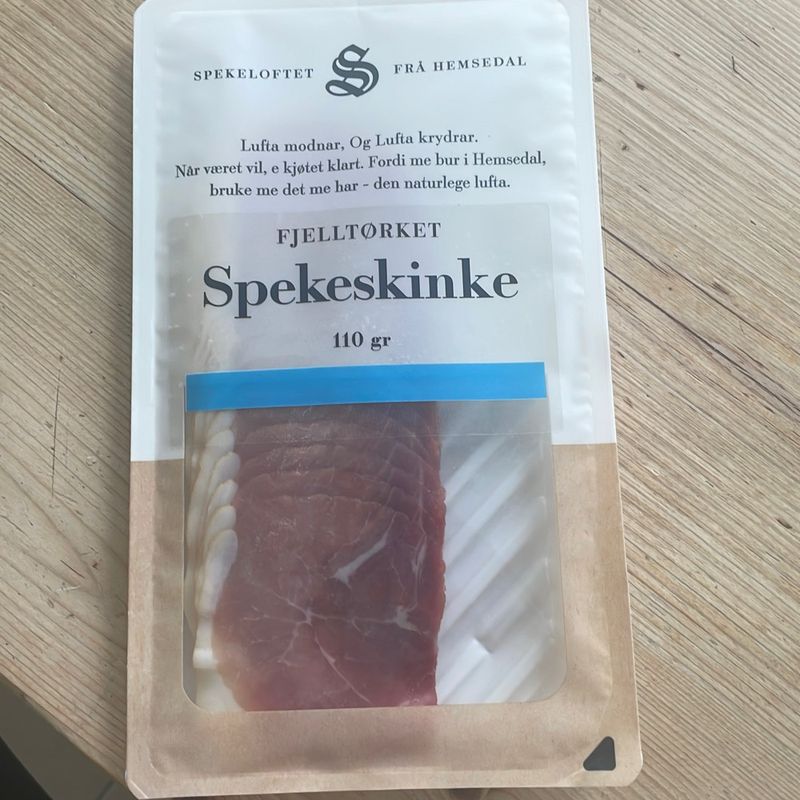 SPEKELOFTET S FRÅ HEMSEDAL
Lufta modnar, Og Lufta krydrar.
Når været vil, e kjøtet klart. Fordi me bur i Hemsedal,
bruke me det me har - den naturlege lufta.
FJELLTØRKET
Spekeskinke
110 gr